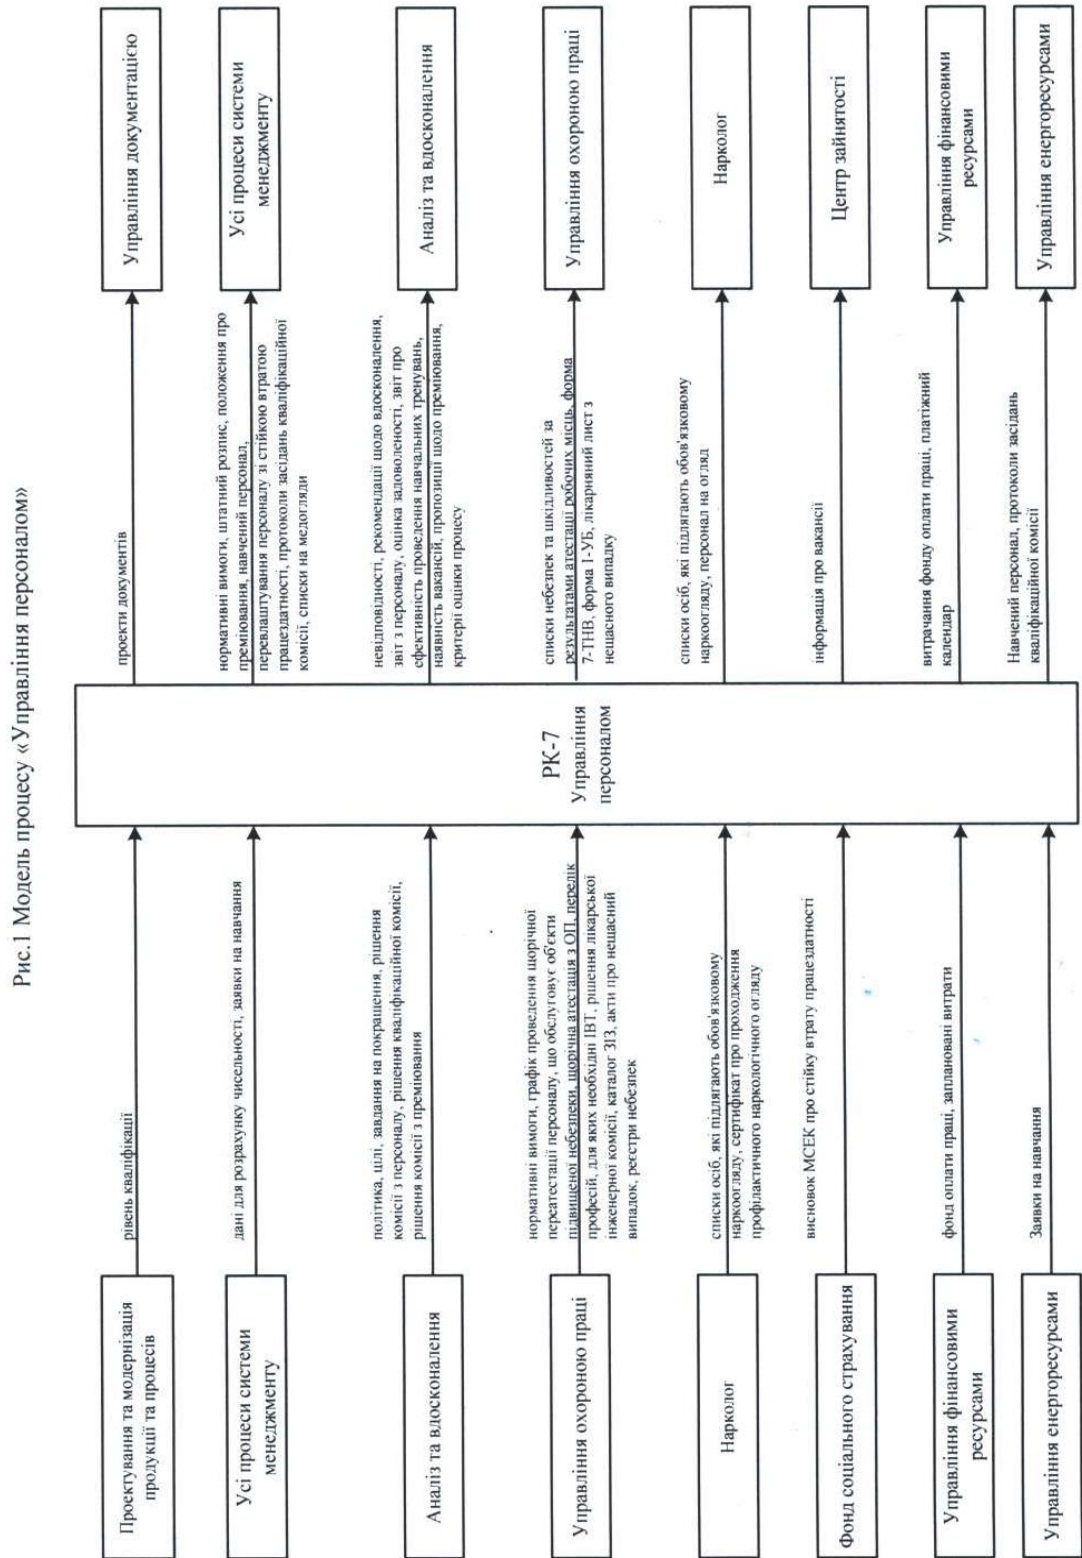 Рис.1 Модель процесу «Управління персоналом»
Проектування та модернізація
продукції та процесів
рівень кваліфікації
Усі процеси системи
менеджменту
дані для розрахунку чисельності, заявки на навчання
Аналіз та вдосконалення
політика, цілі, завдання на покращення, рішення
комісії з персоналу, рішення кваліфікаційної комісії,
рішення комісії з преміювання
Управління охороною праці
нормативні вимоги, графік проведення щорічної
переатестації персоналу, що обслуговує об'єкти
підвищеної небезпеки, щорічна атестація з ОП, перелік
професій, для яких необхідні ІВТ, рішення лікарської
інженерної комісії, каталог ЗІЗ, акти про нещасний
випадок, реєстри небезпек
Нарколог
списки осіб, які підлягають обов'язковому
наркоогляду, сертифікат про проходження
профілактичного наркологічного огляду
Фонд соціального страхування
висновок МСЕК про стійку втрату працездатності
Управління фінансовими
ресурсами
фонд оплати праці, заплановані витрати
Управління енергоресурсами
Заявки на навчання
РК-7
Управління
персоналом
проекти документів
Управління документацією
нормативні вимоги, штатний розпис, положення про
преміювання, навчений персонал,
перевлаштування персоналу зі стійкою втратою
працездатності, протоколи засідань кваліфікаційної
комісії, списки на медогляди
Усі процеси системи
менеджменту
невідповідності, рекомендації щодо вдосконалення,
звіт з персоналу, оцінка задоволеності, звіт про
ефективність проведення навчальних тренувань,
наявність вакансій, пропозиції щодо преміювання,
критерії оцінки процесу
Аналіз та вдосконалення
списки небезпек та шкідливостей за
результатами атестації робочих місць, форма
7-ТНВ, форма 1-УБ, лікарняний лист з
нещасного випадку
Управління охороною праці
списки осіб, які підлягають обов'язковому
наркоогляду, персонал на огляд
Нарколог
інформація про вакансії
Центр зайнятості
витрачання фонду оплати праці, платіжний
календар
Управління фінансовими
ресурсами
Навчений персонал, протоколи засідань
кваліфікаційної комісії
Управління енергоресурсами